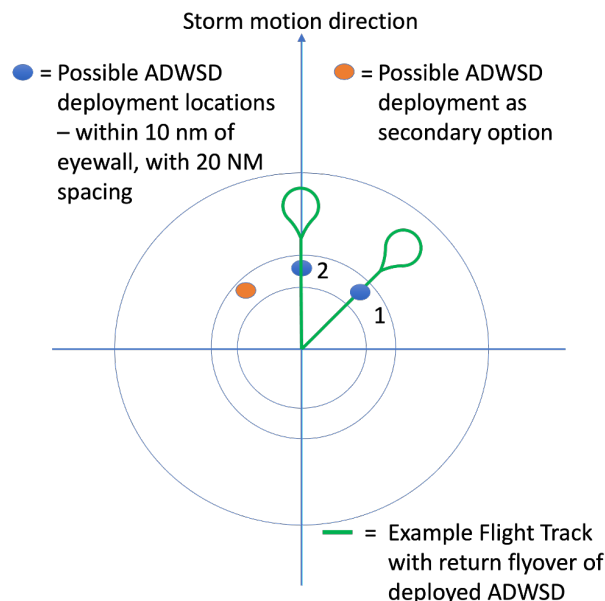 Storm motion direction
= Possible ADWSD
deployment locations
– within 10 nm of
eyewall, with 20 NM
spacing
= Possible ADWSD
deployment as
secondary option
2
1
= Example Flight Track
with return flyover of
deployed ADWSD